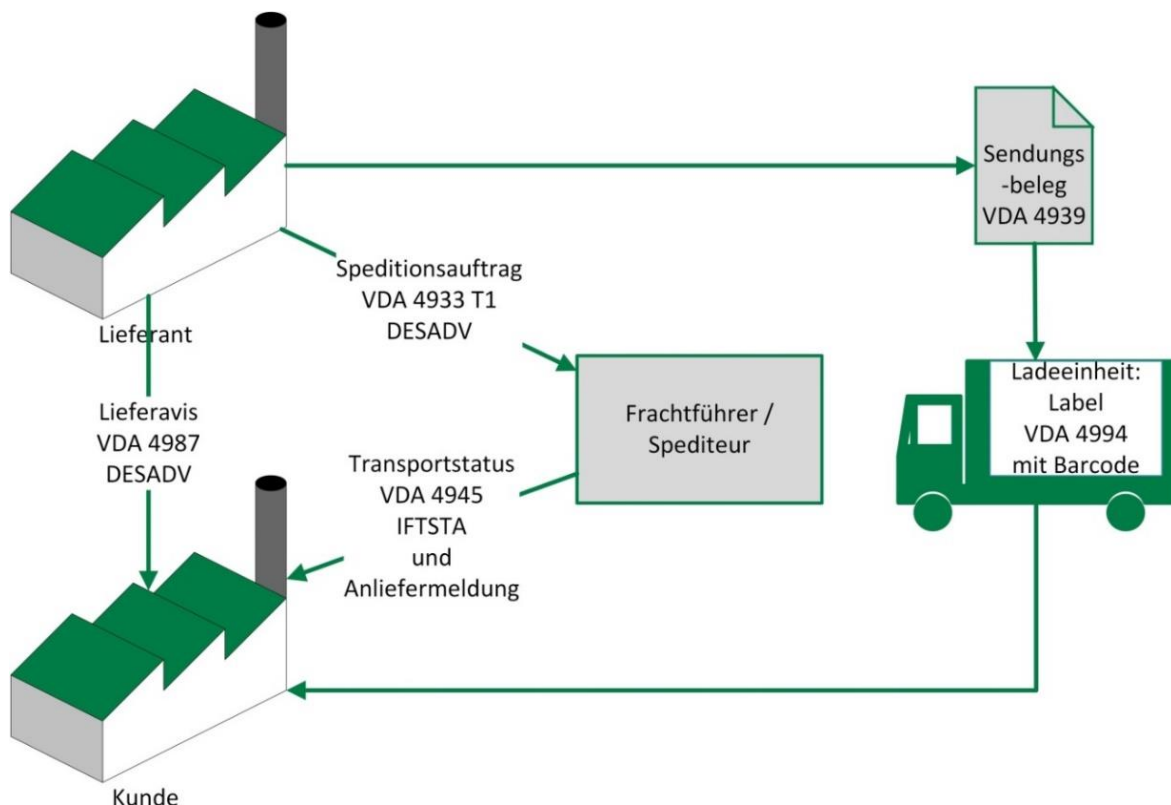 Sendungs
-beleg
VDA 4939
Speditionsauftrag
VDA 4933 T1
DESADV
Lieferant
Lieferavis
VDA 4987
DESADV
Frachtführer /
Spediteur
Ladeeinheit:
Label
VDA 4994
mit Barcode
Transportstatus
VDA 4945
IFTSTA
und
Anliefermeldung
Kunde